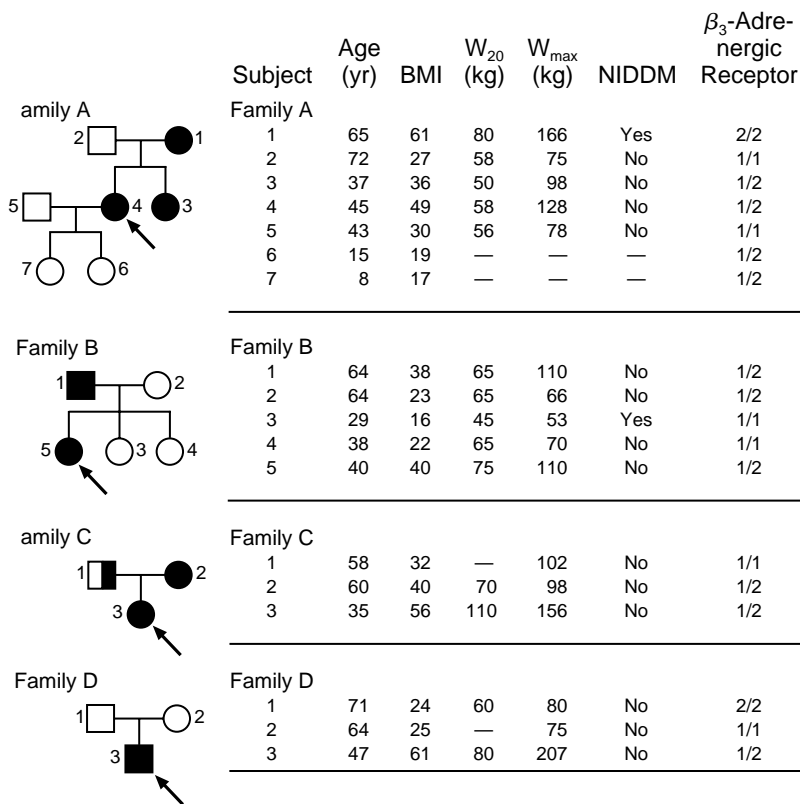 β₃-Adre-
Age W₂₀ W_max nergic
Subject (yr) BMI (kg) (kg) NIDDM Receptor
amily A
2 1
5 4 3
7 6
Family A
1 65 61 80 166 Yes 2/2
2 72 27 58 75 No 1/1
3 37 36 50 98 No 1/2
4 45 49 58 128 No 1/2
5 43 30 56 78 No 1/1
6 15 19 — — — 1/2
7 8 17 — — — 1/2
Family B
1 2
5 3 4
Family B
1 64 38 65 110 No 1/2
2 64 23 65 66 No 1/2
3 29 16 45 53 Yes 1/1
4 38 22 65 70 No 1/1
5 40 40 75 110 No 1/2
amily C
1 2
3
Family C
1 58 32 — 102 No 1/1
2 60 40 70 98 No 1/2
3 35 56 110 156 No 1/2
Family D
1 2
3
Family D
1 71 24 60 80 No 2/2
2 64 25 — 75 No 1/1
3 47 61 80 207 No 1/2